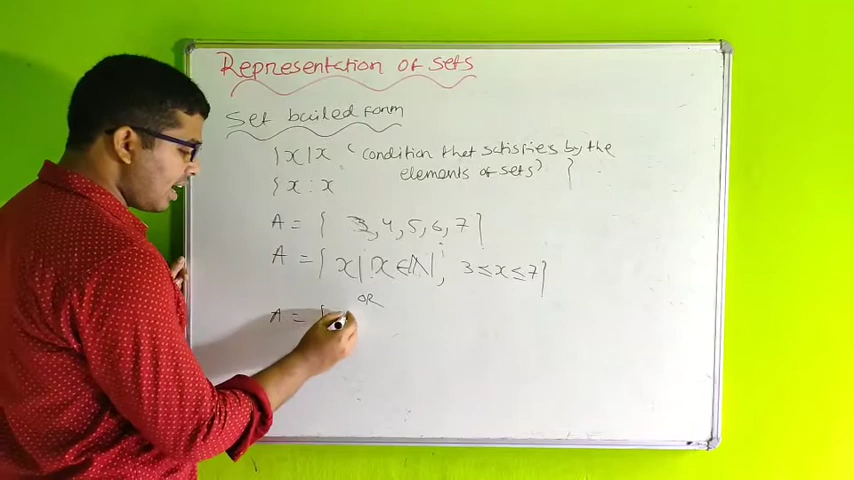 Representation of sets
Set builed form
{x|x (condition that satisfies by the
{x : x elements of sets) }
A = { 3, 4, 5, 6, 7}
A = { x| x ∈ N, 3 ≤ x ≤ 7}
OR
A = {